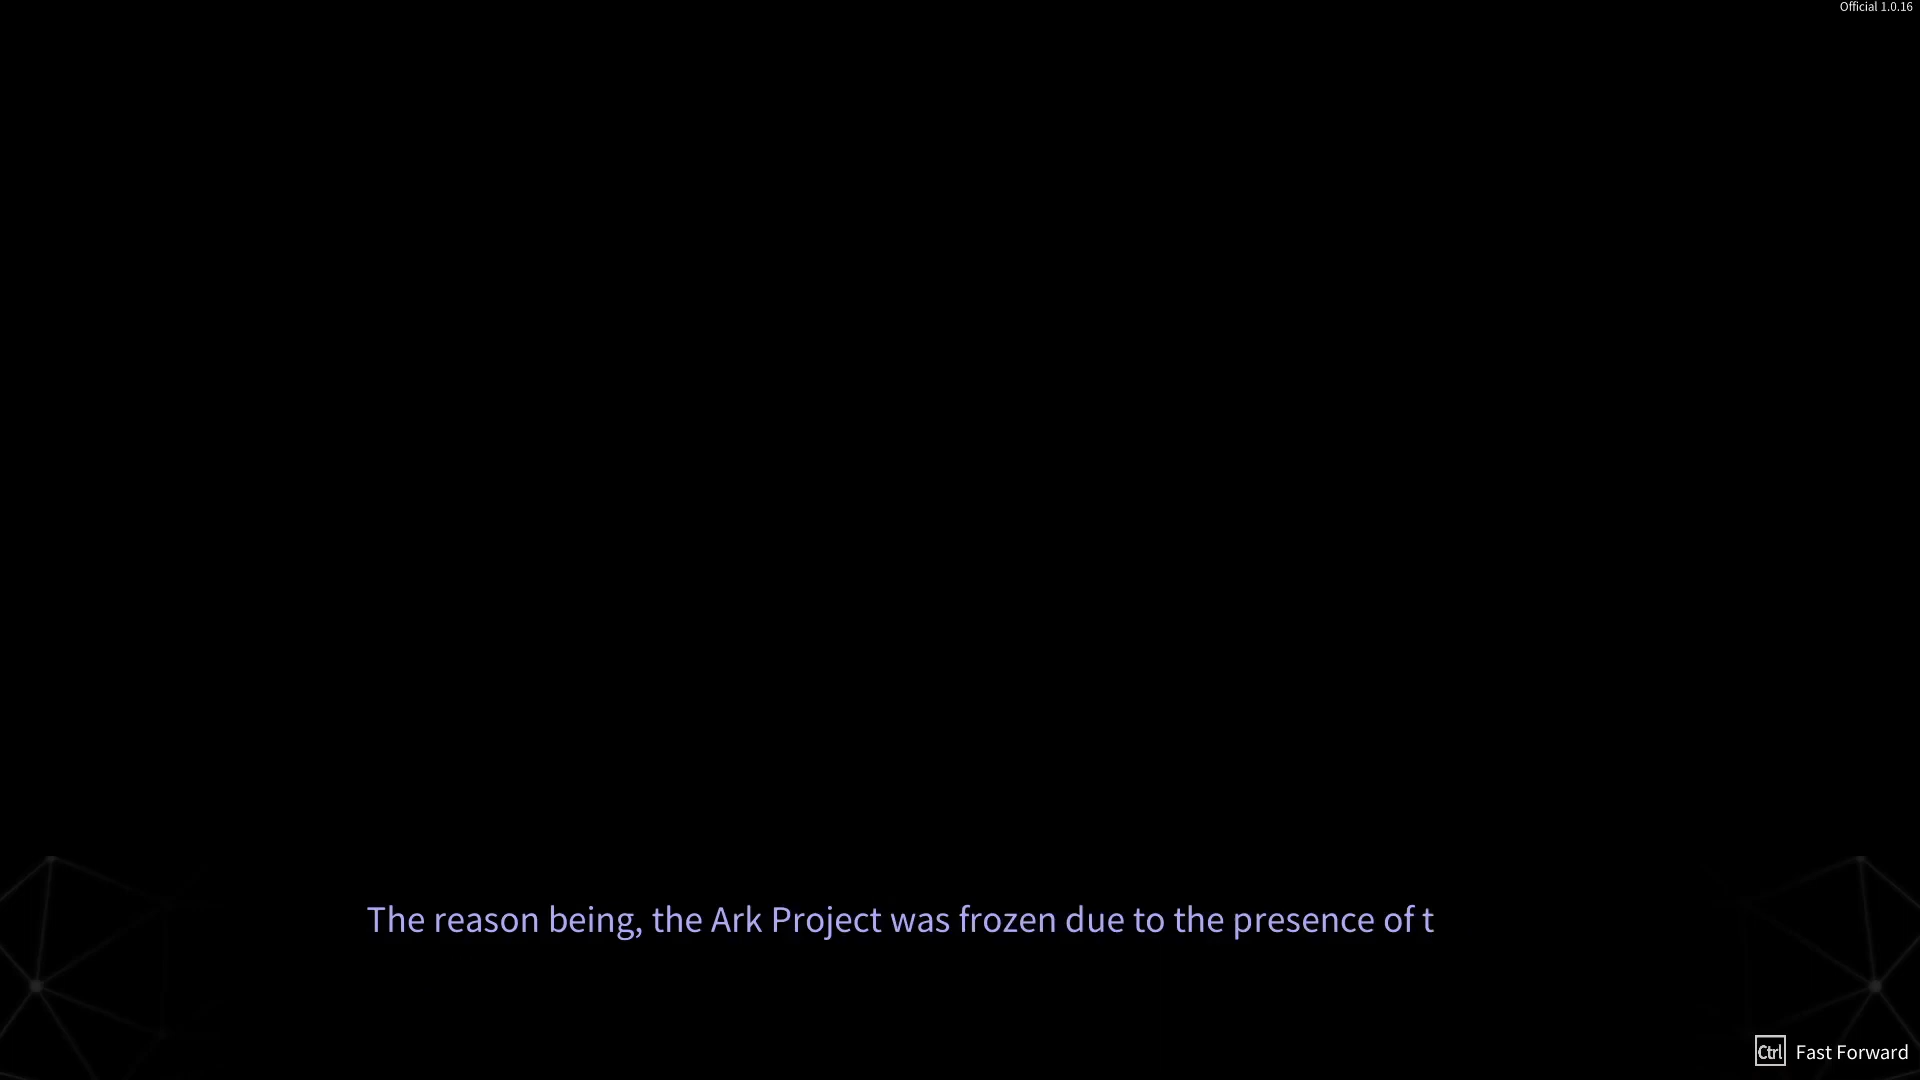 Official 1.0.16
The reason being, the Ark Project was frozen due to the presence of t
Ctrl Fast Forward